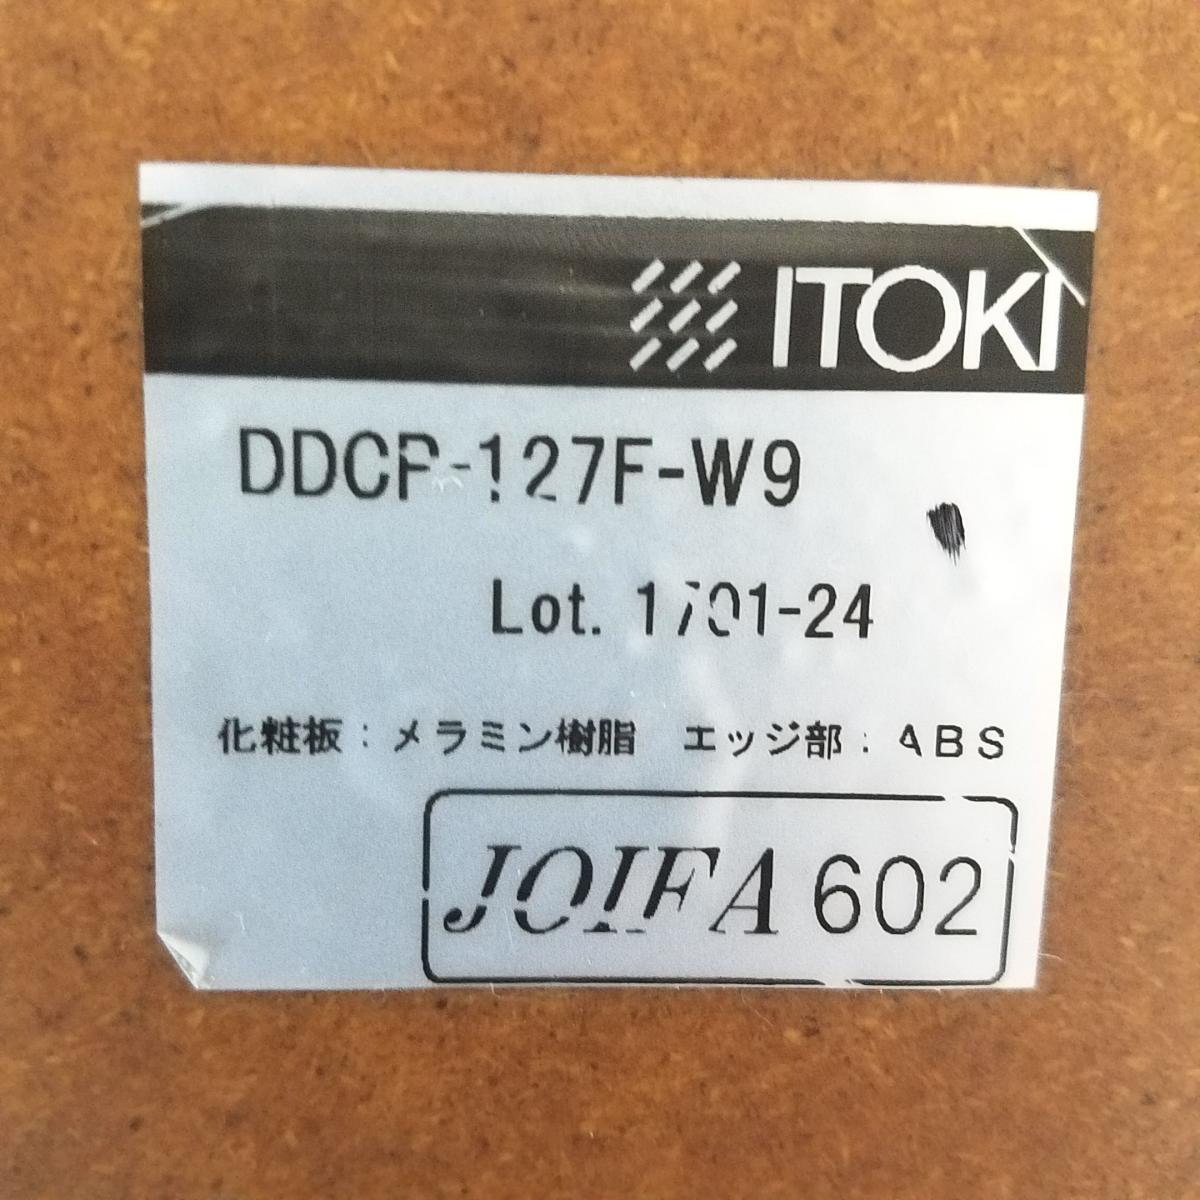 ITOKI
DDCP-127F-W9
Lot. 1701-24
化粧板：メラミン樹脂　エッジ部：ABS
JOIFA 602